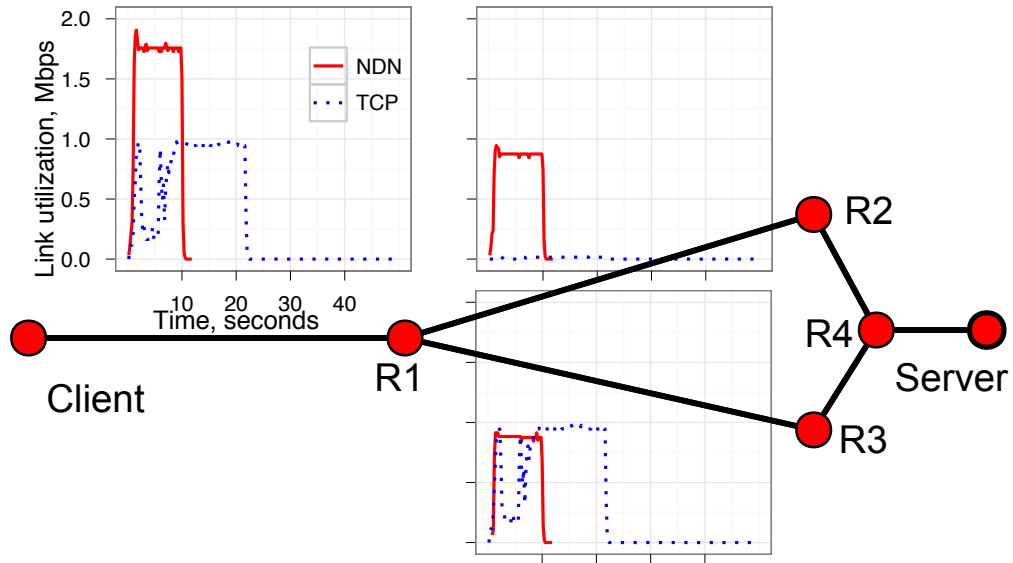 Link utilization, Mbps
2.0
1.5
1.0
0.5
0.0
NDN
TCP
10 20 30 40
Time, seconds
Client
R1
R2
R4
Server
R3